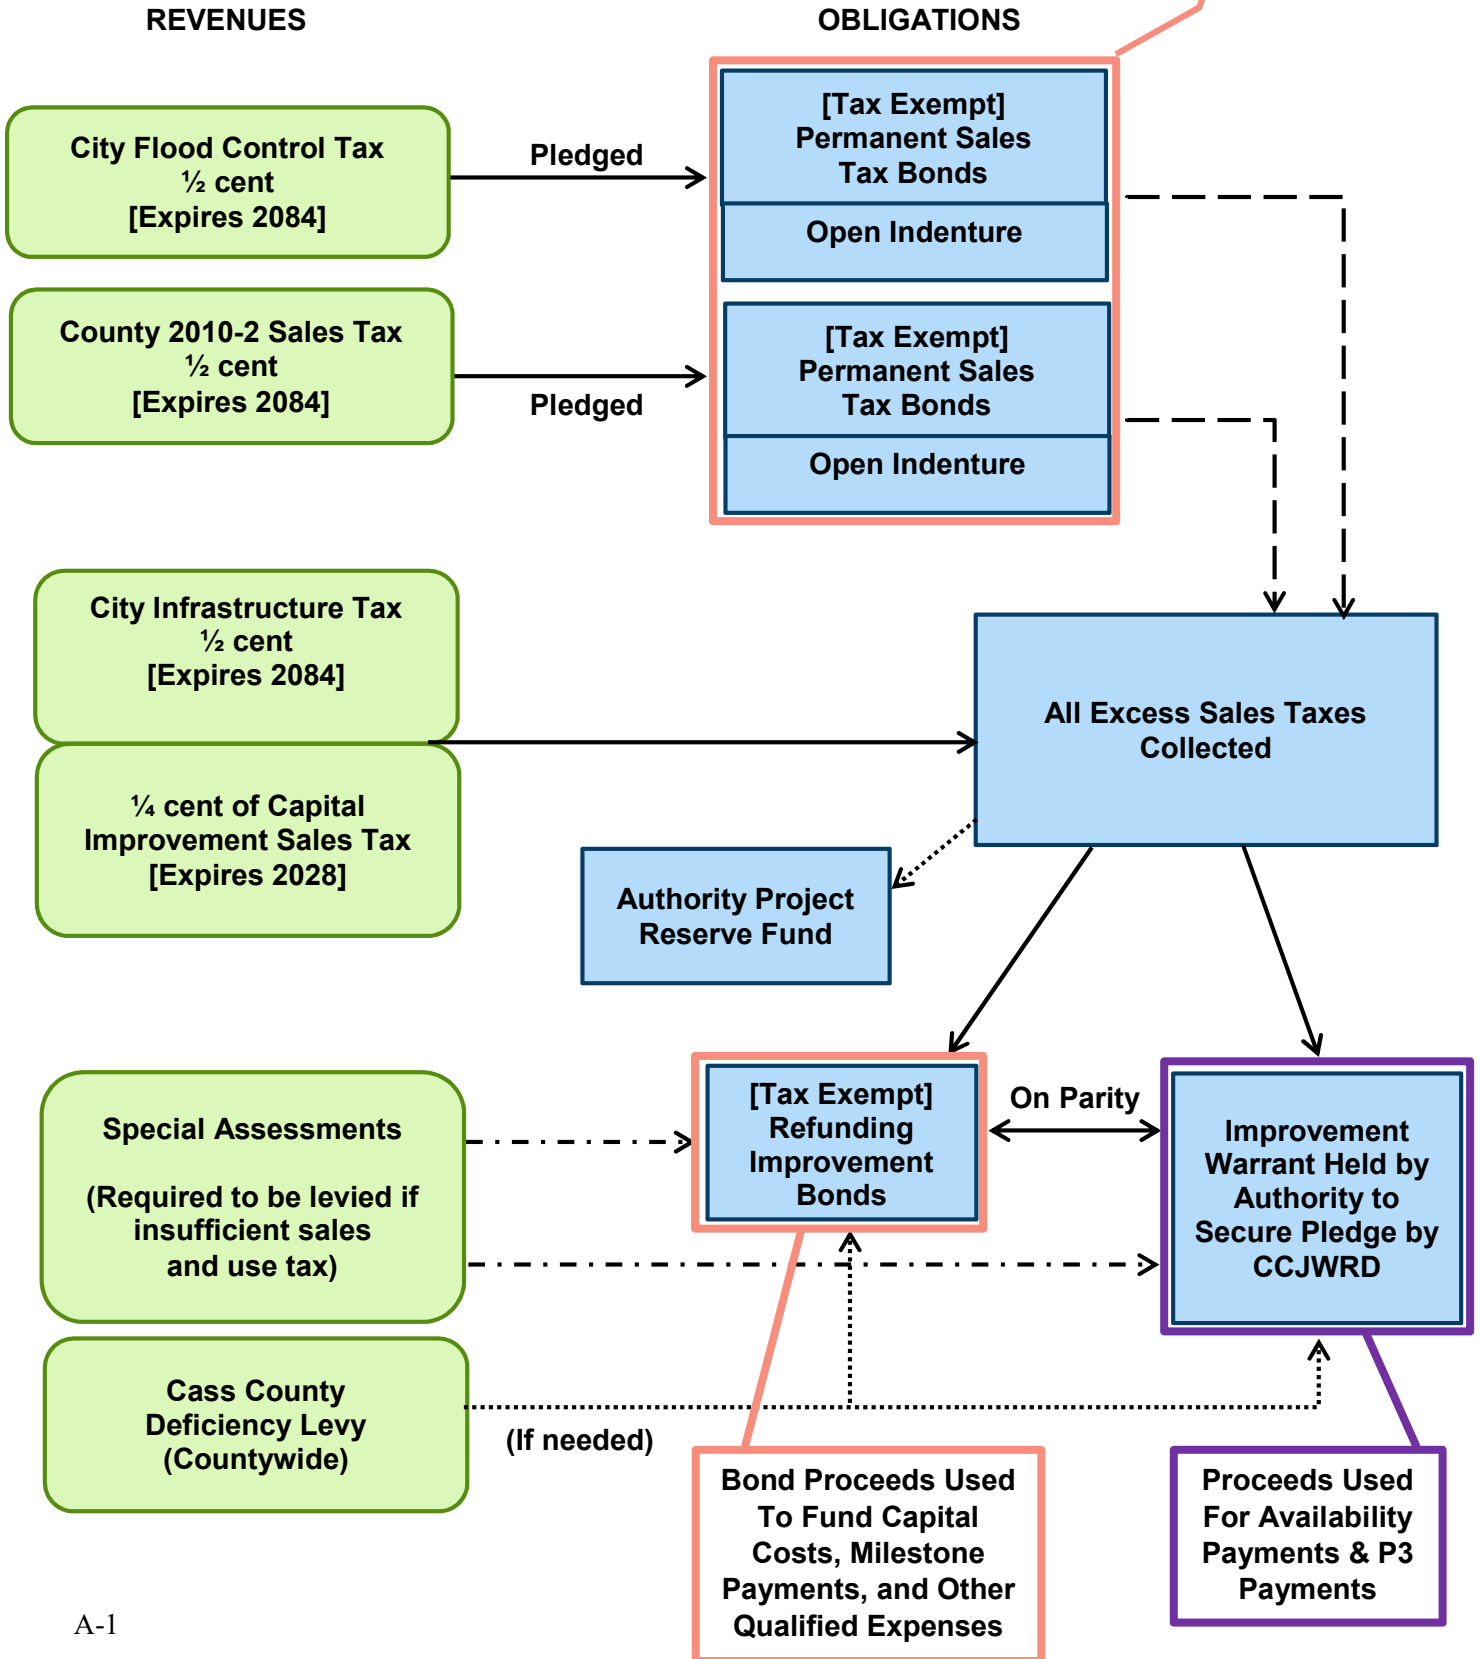 REVENUES
OBLIGATIONS
City Flood Control Tax
½ cent
[Expires 2084]
Pledged
[Tax Exempt]
Permanent Sales
Tax Bonds
Open Indenture
County 2010-2 Sales Tax
½ cent
[Expires 2084]
Pledged
[Tax Exempt]
Permanent Sales
Tax Bonds
Open Indenture
City Infrastructure Tax
½ cent
[Expires 2084]
All Excess Sales Taxes
Collected
¼ cent of Capital
Improvement Sales Tax
[Expires 2028]
Authority Project
Reserve Fund
Special Assessments
(Required to be levied if
insufficient sales
and use tax)
[Tax Exempt]
Refunding
Improvement
Bonds
On Parity
Improvement
Warrant Held by
Authority to
Secure Pledge by
CCJWRD
Cass County
Deficiency Levy
(Countywide)
(If needed)
Bond Proceeds Used
To Fund Capital
Costs, Milestone
Payments, and Other
Qualified Expenses
Proceeds Used
For Availability
Payments & P3
Payments
A-1